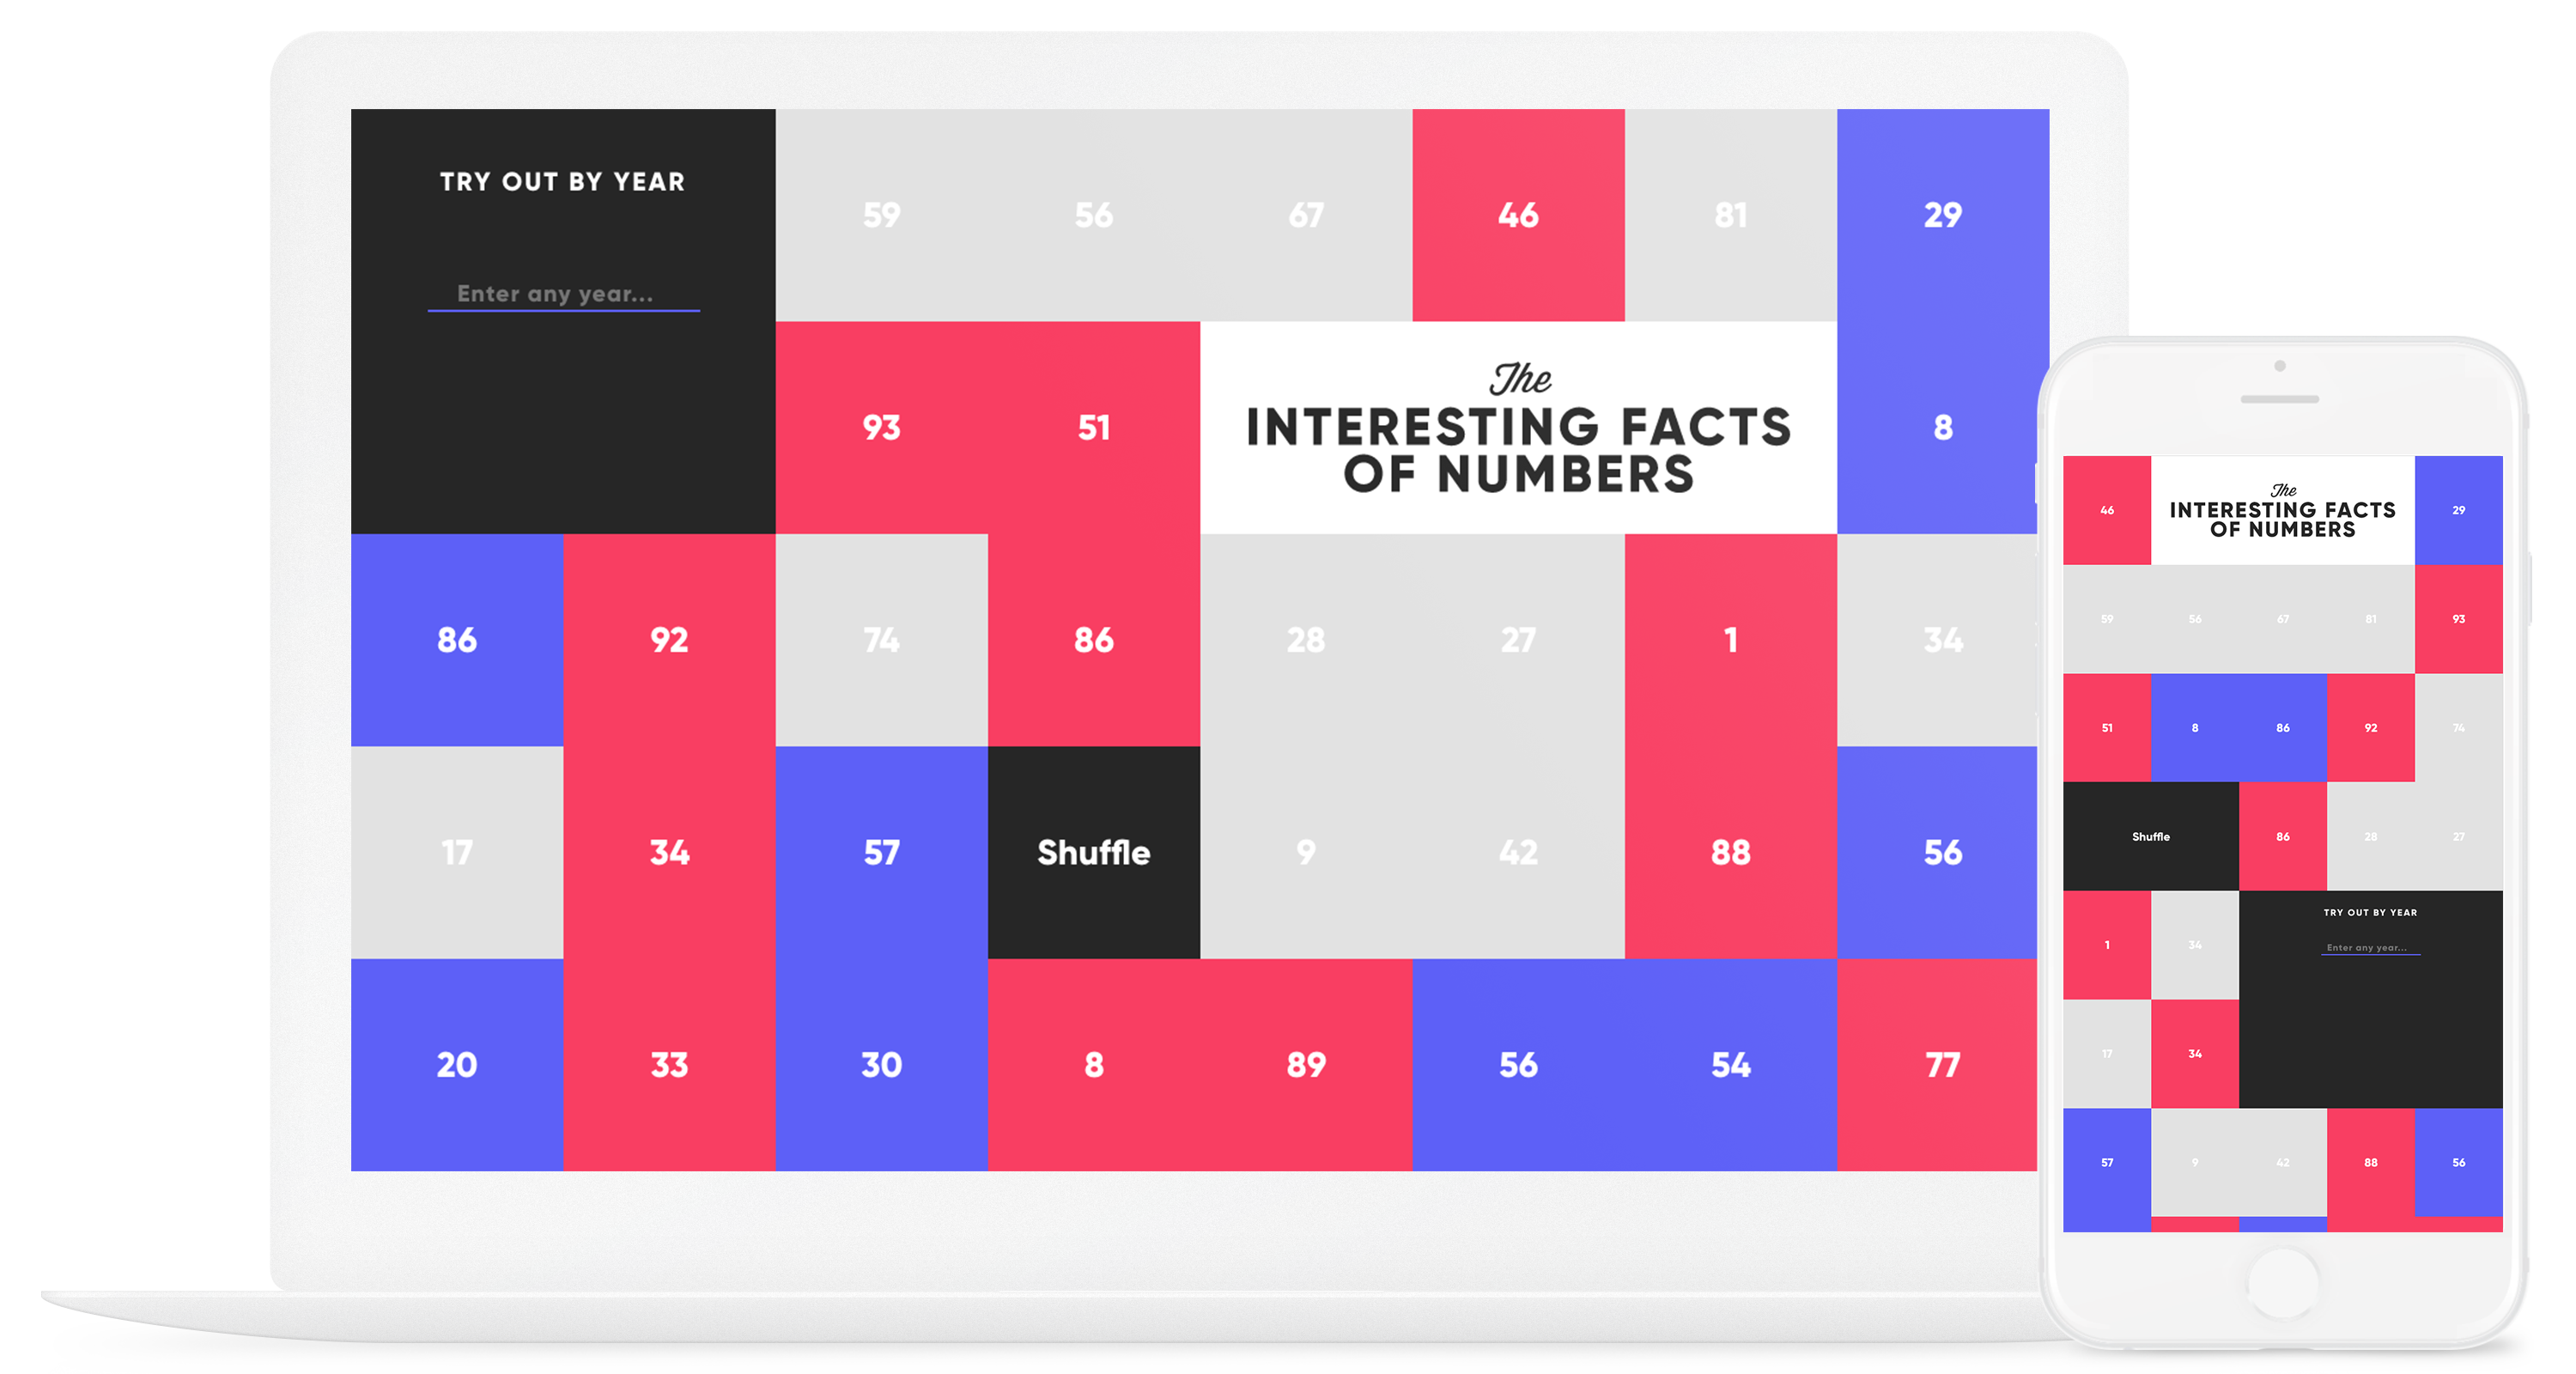 TRY OUT BY YEAR
Enter any year...
59 56 67 46 81 29
93 51
The
INTERESTING FACTS
OF NUMBERS
8
86 92 74 86 28 27 1 34
17 34 57 Shuffle 9 42 88 56
20 33 30 8 89 56 54 77
46
The
INTERESTING FACTS
OF NUMBERS
29
59 56 67 81 93
51 8 86 92 74
Shuffle 86 28 27
1 34
TRY OUT BY YEAR
Enter any year...
17 34
57 9 42 88 56